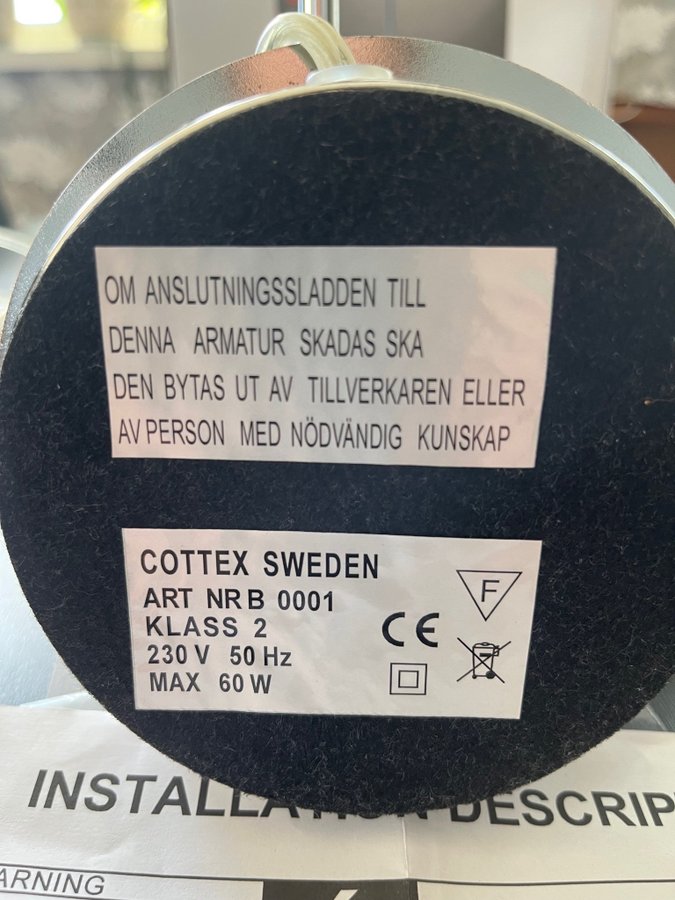 OM ANSLUTNINGSSLADDEN TILL
DENNA ARMATUR SKADAS SKA
DEN BYTAS UT AV TILLVERKAREN ELLER
AV PERSON MED NÖDVÄNDIG KUNSKAP
COTTEX SWEDEN
ART NR B 0001
KLASS 2
230 V 50 Hz
MAX 60 W
F
CE
INSTALLATION DESCRIP
ARNING